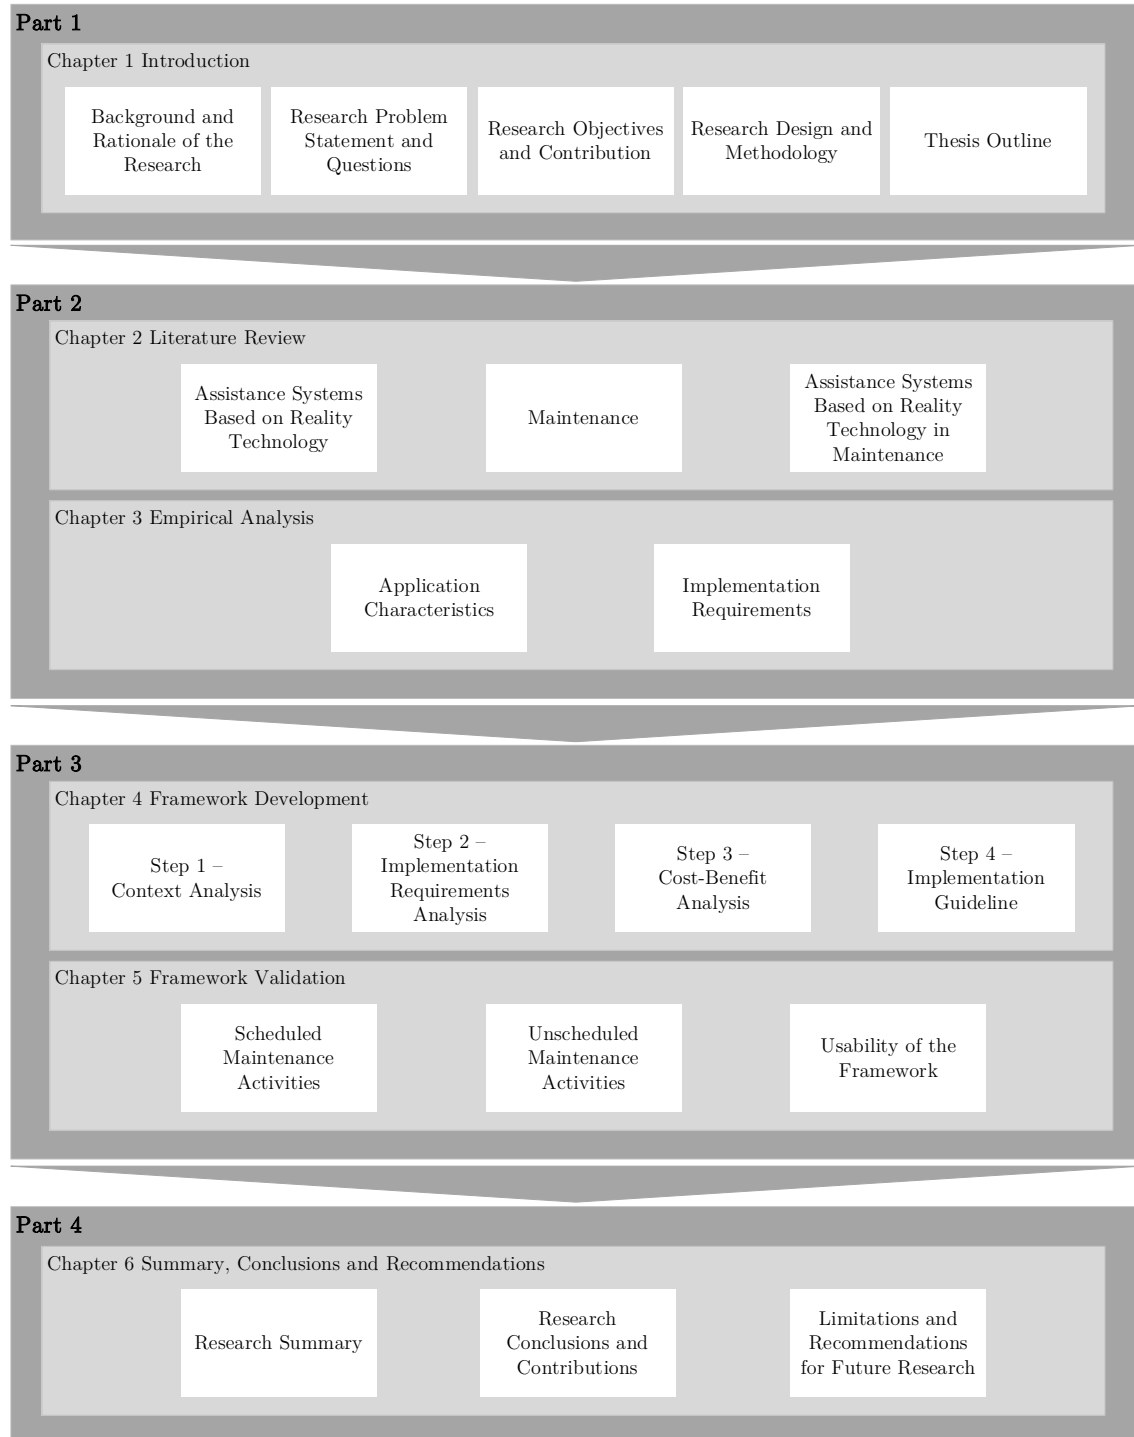 Part 1
Chapter 1 Introduction
Background and
Rationale of the
Research
Research Problem
Statement and
Questions
Research Objectives
and Contribution
Research Design and
Methodology
Thesis Outline
Part 2
Chapter 2 Literature Review
Assistance Systems
Based on Reality
Technology
Maintenance
Assistance Systems
Based on Reality
Technology in
Maintenance
Chapter 3 Empirical Analysis
Application
Characteristics
Implementation
Requirements
Part 3
Chapter 4 Framework Development
Step 1 –
Context Analysis
Step 2 –
Implementation
Requirements
Analysis
Step 3 –
Cost-Benefit
Analysis
Step 4 –
Implementation
Guideline
Chapter 5 Framework Validation
Scheduled
Maintenance
Activities
Unscheduled
Maintenance
Activities
Usability of the
Framework
Part 4
Chapter 6 Summary, Conclusions and Recommendations
Research Summary
Research
Conclusions and
Contributions
Limitations and
Recommendations
for Future Research